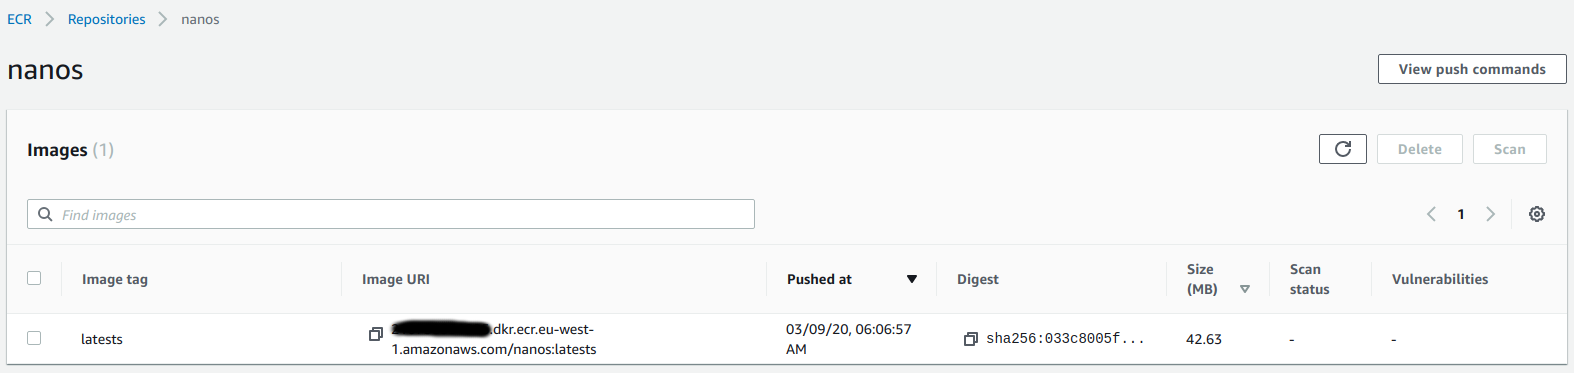 ECR > Repositories > nanos
nanos
View push commands
Images (1)
Delete
Scan
Find images
1
Image tag
Image URI
Pushed at
Digest
Size
(MB)
Scan
status
Vulnerabilities
latests
.dkr.ecr.eu-west-
1.amazonaws.com/nanos:latests
03/09/20, 06:06:57
AM
sha256:033c8005f...
42.63
-
-